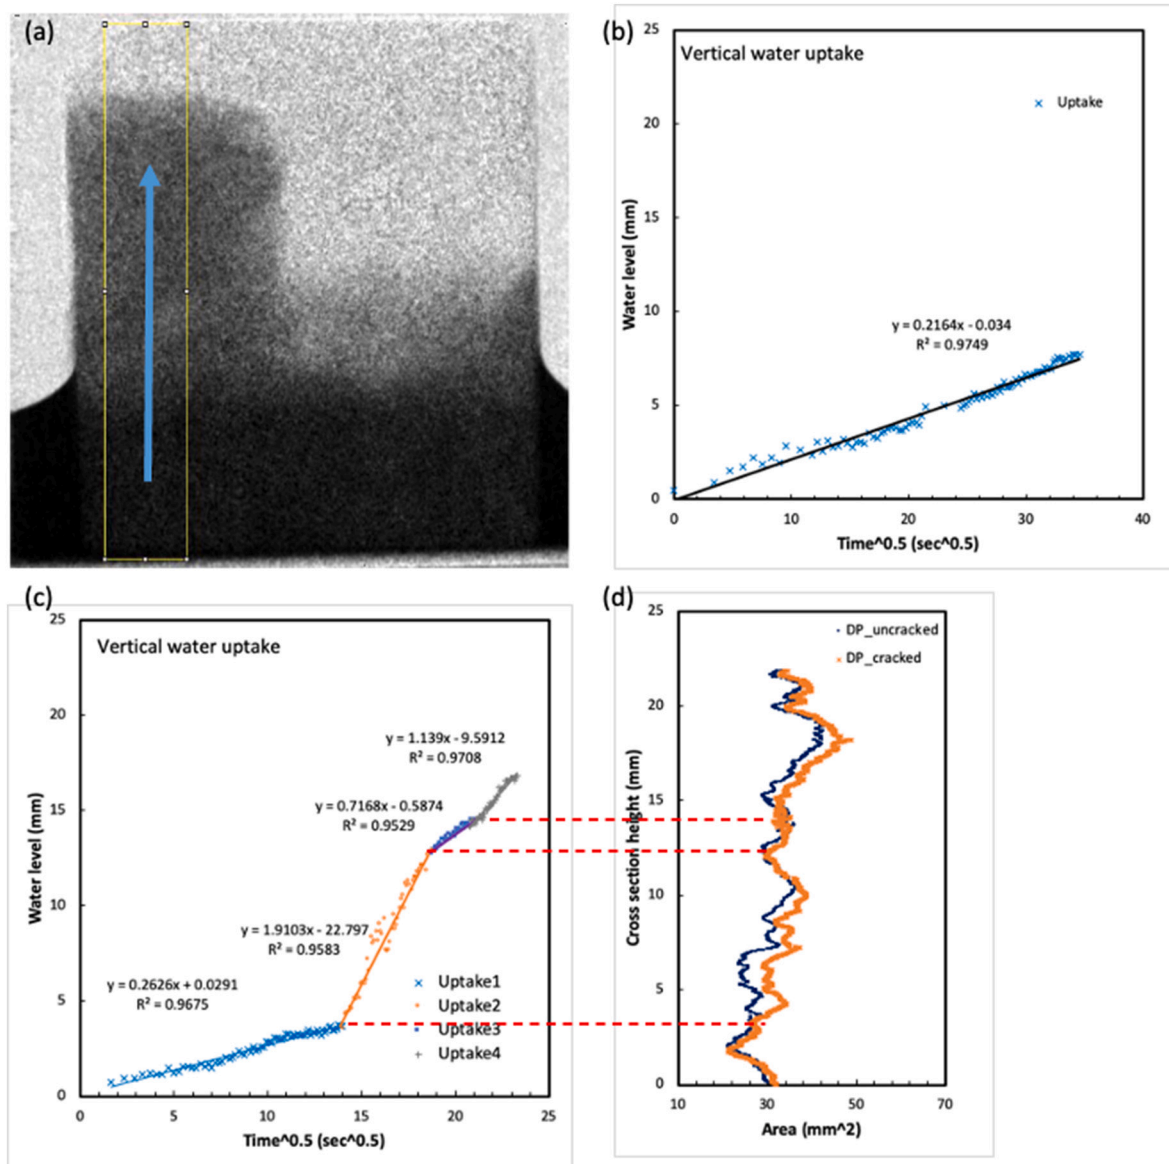 (a)
(b)
Vertical water uptake
Uptake
25
20
15
10
5
0
Water level (mm)
y = 0.2164x - 0.034
R² = 0.9749
0 10 20 30 40
Time^0.5 (sec^0.5)
(c)
Vertical water uptake
25
20
15
10
5
0
Water level (mm)
y = 1.139x - 9.5912
R² = 0.9708
y = 0.7168x - 0.5874
R² = 0.9529
y = 1.9103x - 22.797
R² = 0.9583
y = 0.2626x + 0.0291
R² = 0.9675
Uptake1
Uptake2
Uptake3
Uptake4
0 5 10 15 20 25
Time^0.5 (sec^0.5)
(d)
DP_uncracked
DP_cracked
25
20
15
10
5
0
Cross section height (mm)
10 30 50 70
Area (mm^2)